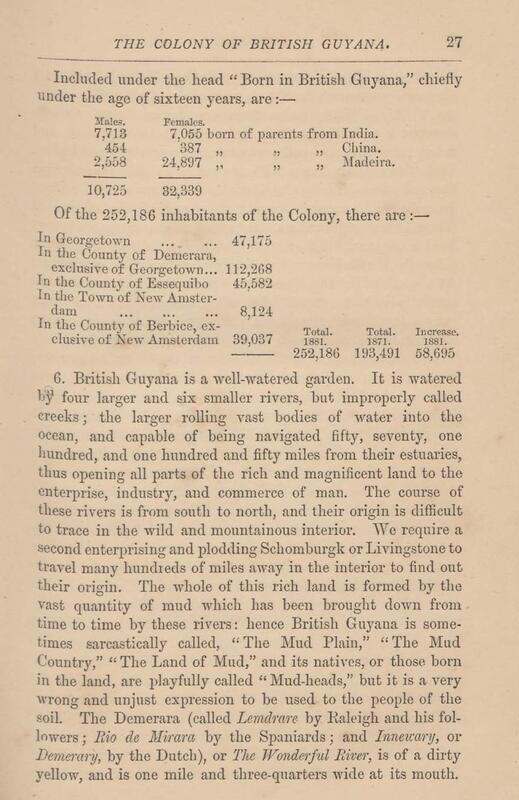 THE COLONY OF BRITISH GUYANA. 27
Included under the head “Born in British Guyana,” chiefly
under the age of sixteen years, are :—
Males. Females.
7,713 7,055 born of parents from India.
454 387 „ „ „ China.
2,558 24,897 „ „ „ Madeira.
10,725 32,339
Of the 252,186 inhabitants of the Colony, there are :—
In Georgetown ... ... 47,175
In the County of Demerara,
exclusive of Georgetown... 112,268
In the County of Essequibo 45,582
In the Town of New Amster-
dam ... ... ... 8,124
In the County of Berbice, ex-
clusive of New Amsterdam 39,037
Total. Total. Increase.
1881. 1871. 1881.
252,186 193,491 58,695
6. British Guyana is a well-watered garden. It is watered
by four larger and six smaller rivers, but improperly called
creeks; the larger rolling vast bodies of water into the
ocean, and capable of being navigated fifty, seventy, one
hundred, and one hundred and fifty miles from their estuaries,
thus opening all parts of the rich and magnificent land to the
enterprise, industry, and commerce of man. The course of
these rivers is from south to north, and their origin is difficult
to trace in the wild and mountainous interior. We require a
second enterprising and plodding Schomburgk or Livingstone to
travel many hundreds of miles away in the interior to find out
their origin. The whole of this rich land is formed by the
vast quantity of mud which has been brought down from
time to time by these rivers: hence British Guyana is some-
times sarcastically called, “The Mud Plain,” “The Mud
Country,” “The Land of Mud,” and its natives, or those born
in the land, are playfully called “Mud-heads,” but it is a very
wrong and unjust expression to be used to the people of the
soil. The Demerara (called Lemdrare by Raleigh and his fol-
lowers; Rio de Mirara by the Spaniards; and Innewary, or
Demerary, by the Dutch), or The Wonderful River, is of a dirty
yellow, and is one mile and three-quarters wide at its mouth.